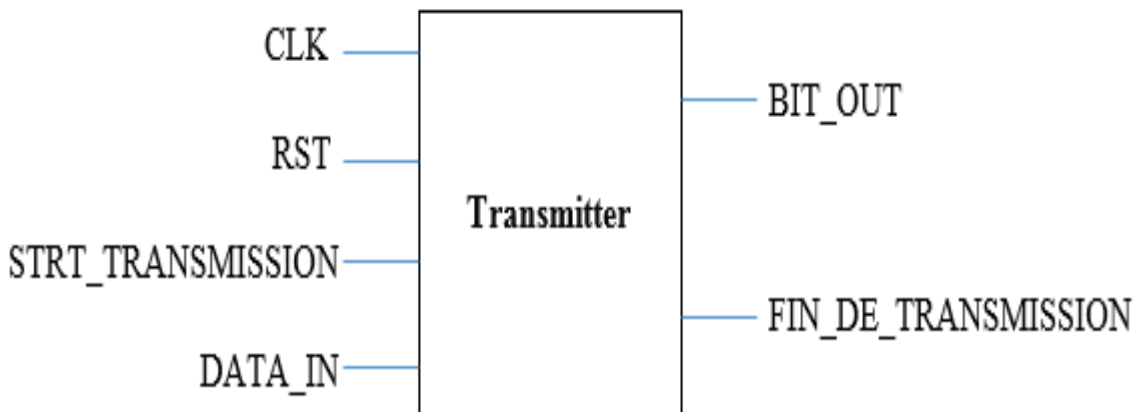 CLK
RST
STRT_TRANSMISSION
DATA_IN
Transmitter
BIT_OUT
FIN_DE_TRANSMISSION